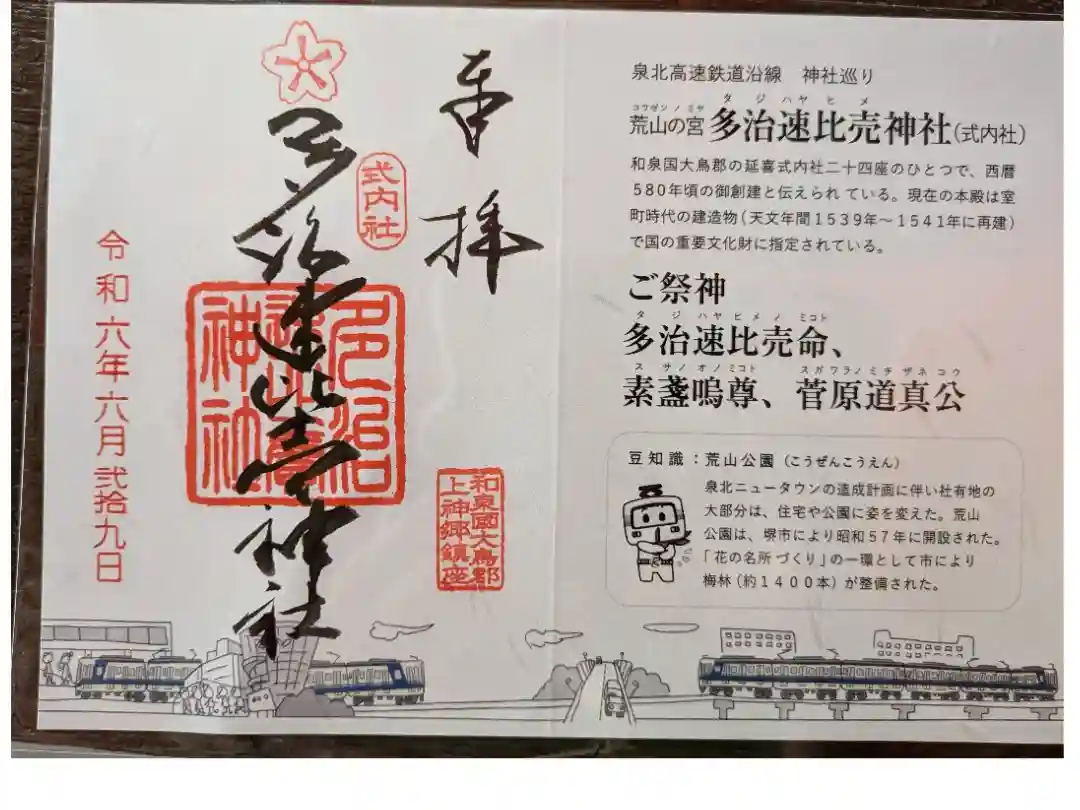 奉拝
式内社
多治速比売神社
多治速比売神社
和泉國大鳥郡
上神郷鎮座
令和六年六月弐拾九日
泉北高速鉄道沿線　神社巡り
コウゼンノミヤ　タジハヤヒメ
荒山の宮 多治速比売神社(式内社)
和泉国大鳥郡の延喜式内社二十四座のひとつで、西暦
580年頃の御創建と伝えられ ている。現在の本殿は室
町時代の建造物(天文年間1539年〜1541年に再建)
で国の重要文化財に指定されている。
ご祭神
タジハヤヒメノミコト
多治速比売命、
スサノオノミコト　スガワラノミチザネコウ
素盞嗚尊、菅原道真公
豆知識：荒山公園（こうぜんこうえん）
泉北ニュータウンの造成計画に伴い社有地の
大部分は、住宅や公園に姿を変えた。荒山
公園は、堺市により昭和57年に開設された。
「花の名所づくり」の一環として市により
梅林(約1400本)が整備された。